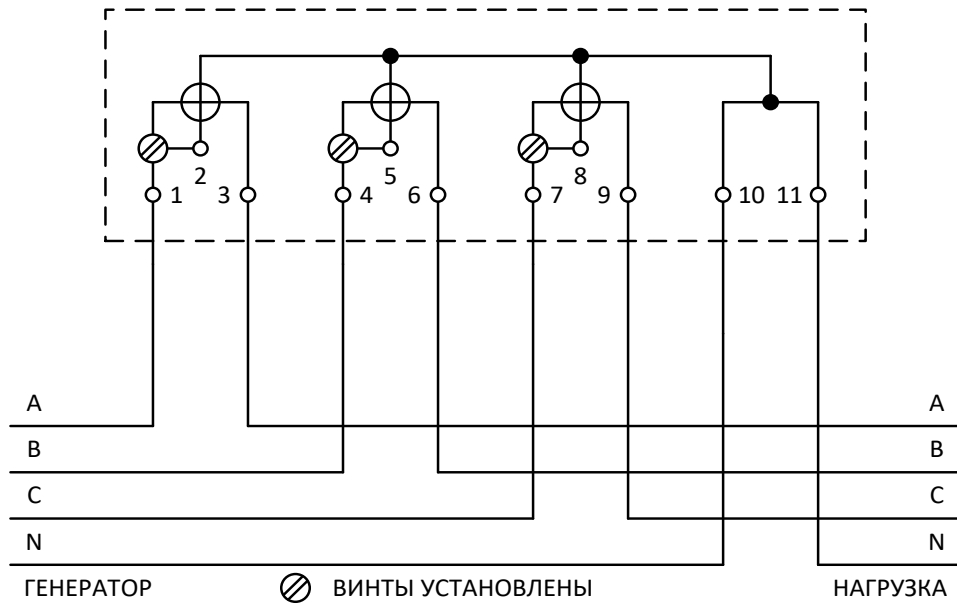 2 5 8
1 3 4 6 7 9 10 11
А А
В В
С С
N N
ГЕНЕРАТОР ВИНТЫ УСТАНОВЛЕНЫ НАГРУЗКА